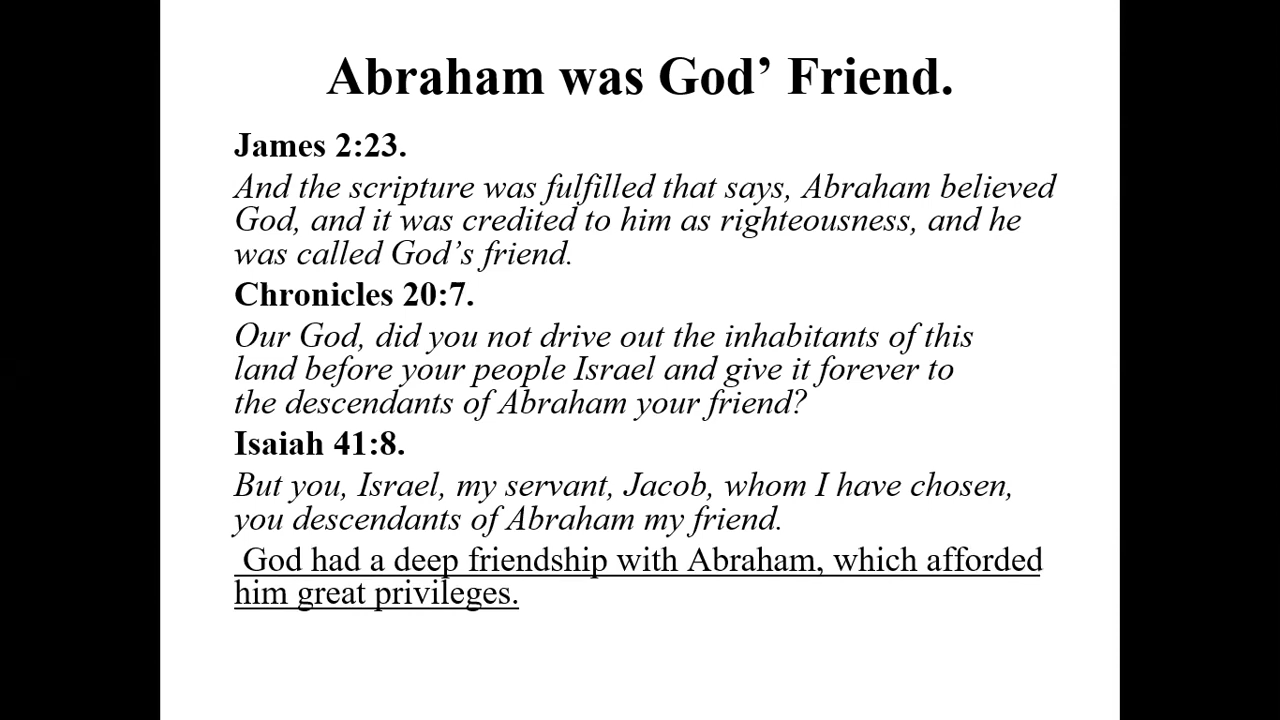 Abraham was God’ Friend.
James 2:23.
And the scripture was fulfilled that says, Abraham believed
God, and it was credited to him as righteousness, and he
was called God’s friend.
Chronicles 20:7.
Our God, did you not drive out the inhabitants of this
land before your people Israel and give it forever to
the descendants of Abraham your friend?
Isaiah 41:8.
But you, Israel, my servant, Jacob, whom I have chosen,
you descendants of Abraham my friend.
God had a deep friendship with Abraham, which afforded
him great privileges.